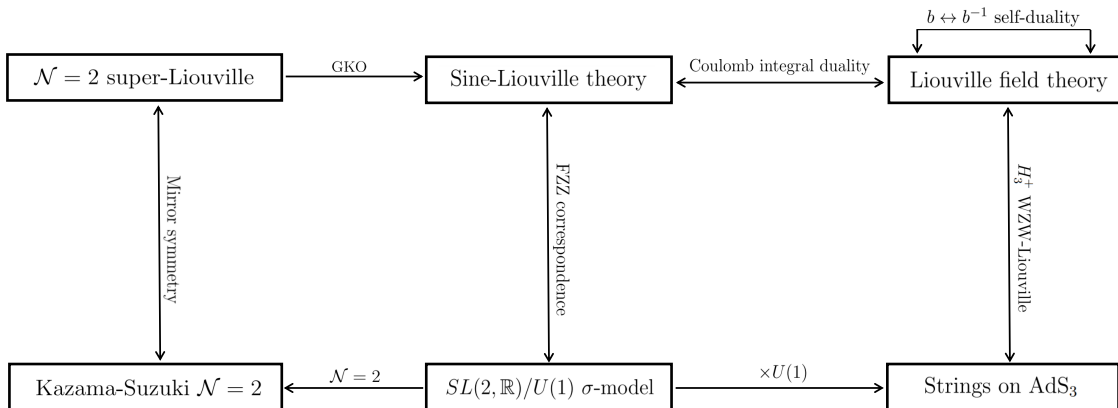 b ↔ b⁻¹ self-duality
𝒩 = 2 super-Liouville
GKO
Sine-Liouville theory
Coulomb integral duality
Liouville field theory
Mirror symmetry
FZZ correspondence
H₃⁺ WZW-Liouville
Kazama-Suzuki 𝒩 = 2
𝒩 = 2
SL(2, ℝ)/U(1) σ-model
×U(1)
Strings on AdS₃